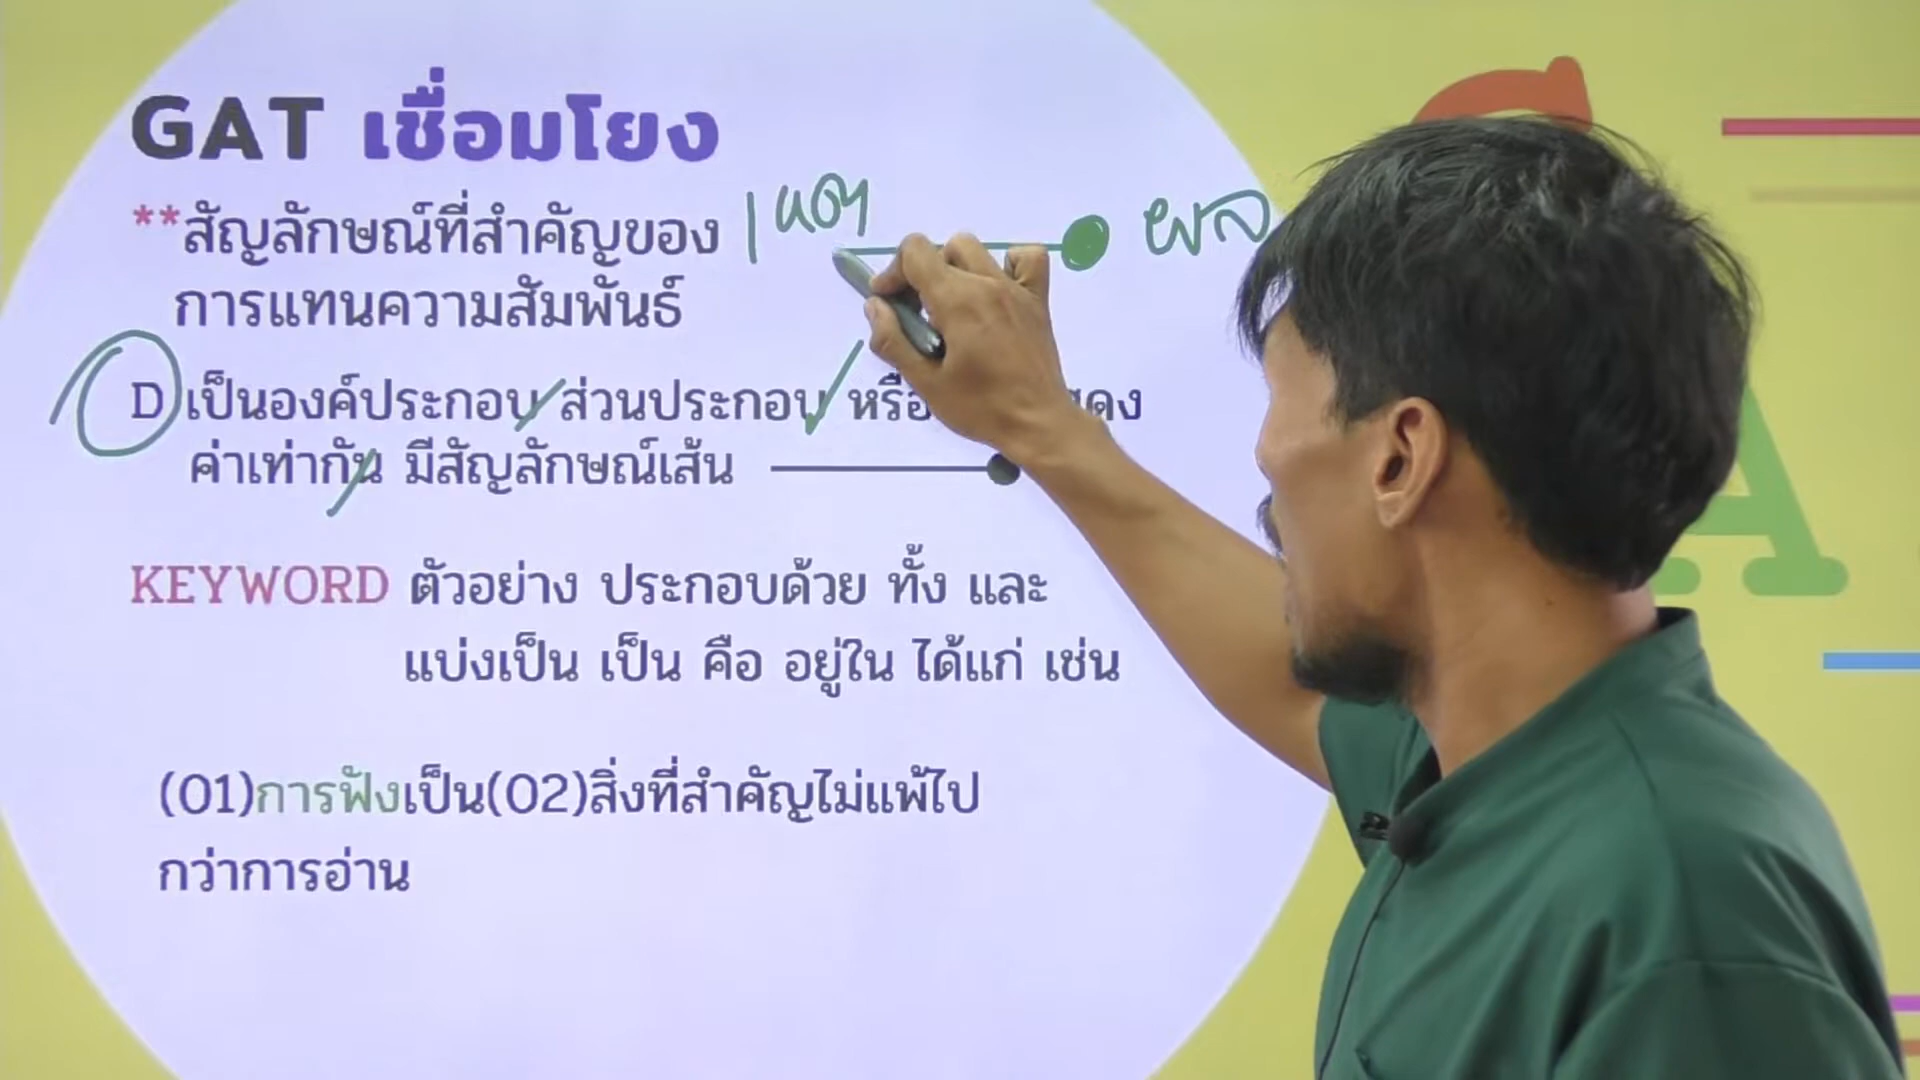 GAT เชื่อมโยง
**สัญลักษณ์ที่สำคัญของ
เหตุ ผล
การแทนความสัมพันธ์
D เป็นองค์ประกอบ ส่วนประกอบ หรือ
ค่าเท่ากัน มีสัญลักษณ์เส้น
KEYWORD ตัวอย่าง ประกอบด้วย ทั้ง และ
แบ่งเป็น เป็น คือ อยู่ใน ได้แก่ เช่น
(01)การฟังเป็น(02)สิ่งที่สำคัญไม่แพ้ไป
กว่าการอ่าน
A